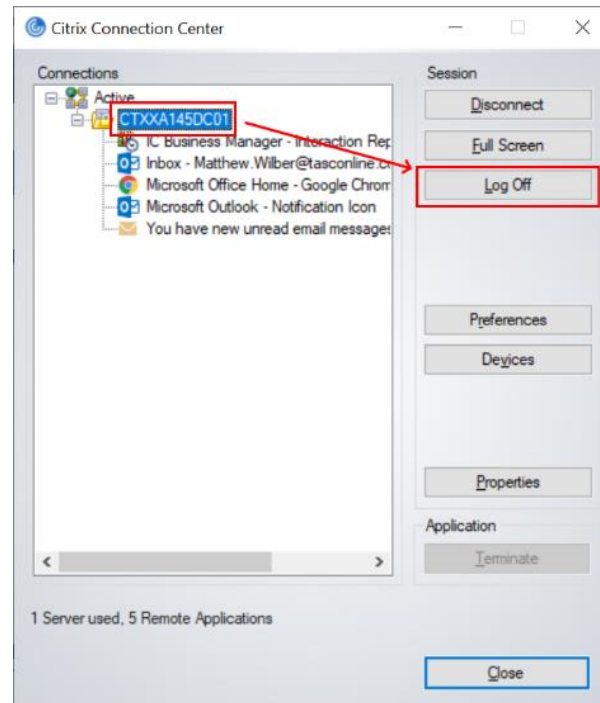 Citrix Connection Center
Connections
Active
CTXXA145DC01
IC Business Manager - Interaction Rep
Inbox - Matthew.Wilber@tasconline.c
Microsoft Office Home - Google Chrom
Microsoft Outlook - Notification Icon
You have new unread email messages
Session
Disconnect
Full Screen
Log Off
Preferences
Devices
Properties
Application
Terminate
1 Server used, 5 Remote Applications
Close